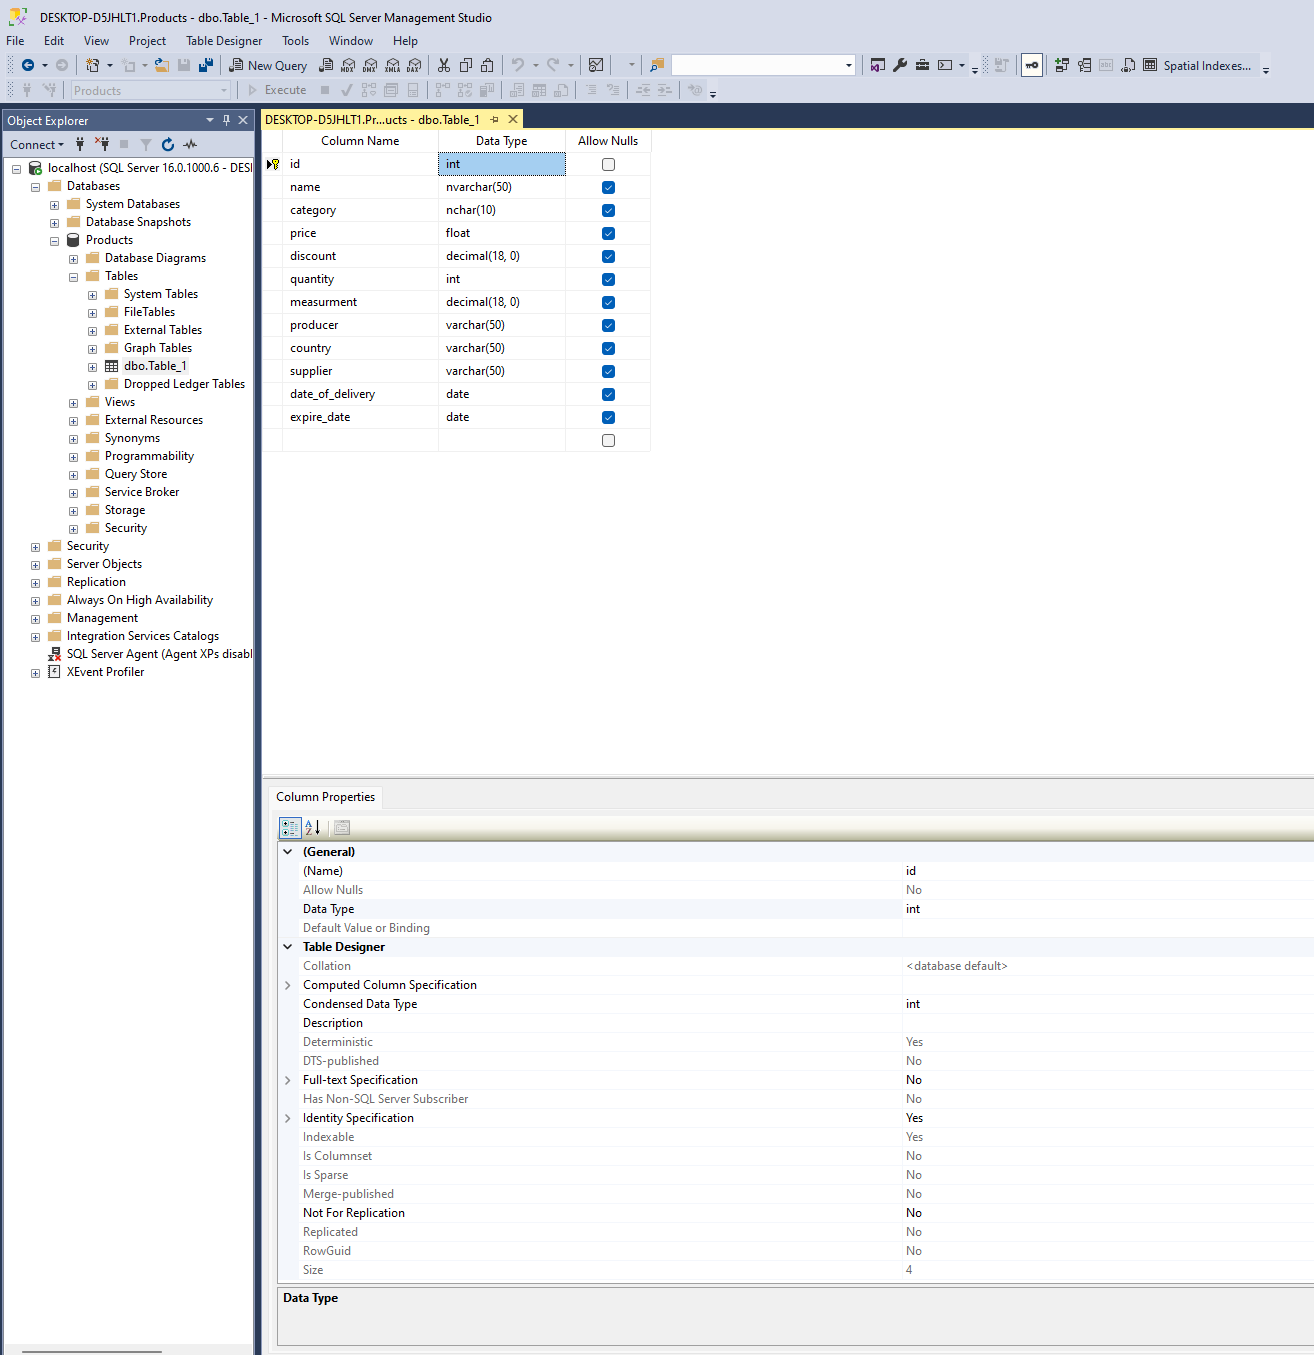 DESKTOP-D5JHLT1.Products - dbo.Table_1 - Microsoft SQL Server Management Studio
File Edit View Project Table Designer Tools Window Help
New Query MDX DMX XMLA DAX Spatial Indexes...
Products Execute
Object Explorer
Connect
localhost (SQL Server 16.0.1000.6 - DESI
Databases
System Databases
Database Snapshots
Products
Database Diagrams
Tables
System Tables
FileTables
External Tables
Graph Tables
dbo.Table_1
Dropped Ledger Tables
Views
External Resources
Synonyms
Programmability
Query Store
Service Broker
Storage
Security
Security
Server Objects
Replication
Always On High Availability
Management
Integration Services Catalogs
SQL Server Agent (Agent XPs disabl
XEvent Profiler
DESKTOP-D5JHLT1.Pr...ucts - dbo.Table_1
Column Name Data Type Allow Nulls
id int
name nvarchar(50)
category nchar(10)
price float
discount decimal(18, 0)
quantity int
measurment decimal(18, 0)
producer varchar(50)
country varchar(50)
supplier varchar(50)
date_of_delivery date
expire_date date
Column Properties
(General)
(Name) id
Allow Nulls No
Data Type int
Default Value or Binding
Table Designer
Collation <database default>
Computed Column Specification
Condensed Data Type int
Description
Deterministic Yes
DTS-published No
Full-text Specification No
Has Non-SQL Server Subscriber No
Identity Specification Yes
Indexable Yes
Is Columnset No
Is Sparse No
Merge-published No
Not For Replication No
Replicated No
RowGuid No
Size 4
Data Type